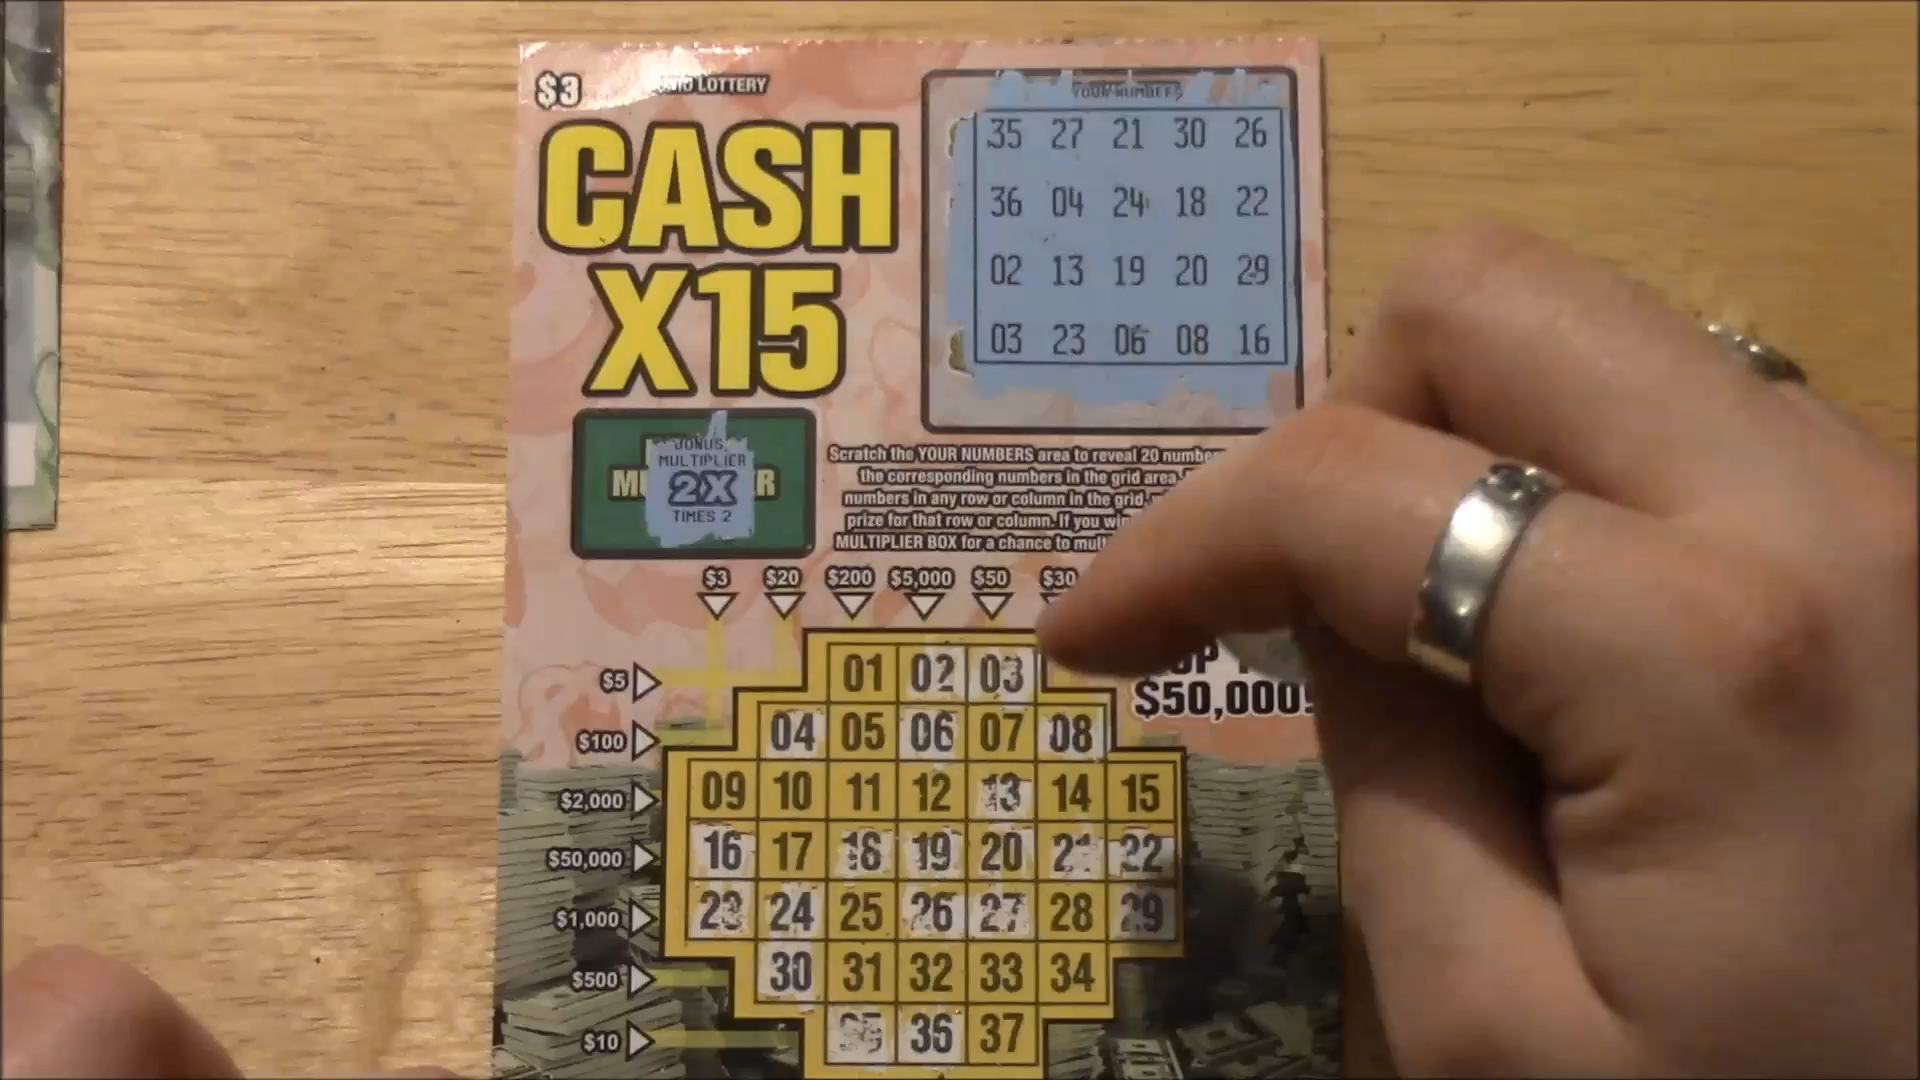 $3
LOTTERY
CASH
X15
YOUR NUMBERS
35 27 21 30 26
36 04 24 18 22
02 13 19 20 29
03 23 06 08 16
MULTIPLIER
2X
TIMES 2
Scratch the YOUR NUMBERS area to reveal 20
the corresponding numbers in the grid area.
numbers in any row or column in the grid,
prize for that row or column. If you win
MULTIPLIER BOX for a chance to
$3 $20 $200 $5,000 $50 $30
$50,000!
$5 01 02 03
$100 04 05 06 07 08
$2,000 09 10 11 12 13 14 15
$50,000 16 17 18 19 20 21 22
$1,000 23 24 25 26 27 28 29
$500 30 31 32 33 34
$10 35 36 37